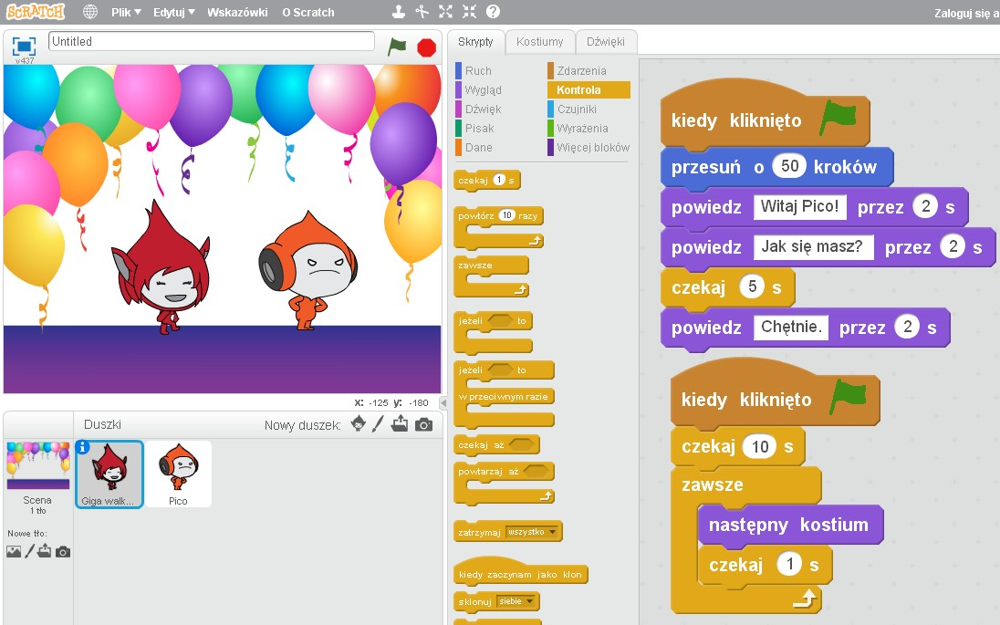 SCRATCH Plik ▼ Edytuj ▼ Wskazówki O Scratch Zaloguj się a
Untitled
v437
x: -125 y: -180
Duszki Nowy duszek:
Scena
1 tło
Nowe tło:
Giga walk...
Pico
Skrypty Kostiumy Dźwięki
Ruch Zdarzenia
Wygląd Kontrola
Dźwięk Czujniki
Pisak Wyrażenia
Dane Więcej bloków
czekaj 1 s
powtórz 10 razy
zawsze
jeżeli to
jeżeli to
w przeciwnym razie
czekaj aż
powtarzaj aż
zatrzymaj wszystko
kiedy zaczynam jako klon
sklonuj siebie
kiedy kliknięto
przesuń o 50 kroków
powiedz Witaj Pico! przez 2 s
powiedz Jak się masz? przez 2 s
czekaj 5 s
powiedz Chętnie. przez 2 s
kiedy kliknięto
czekaj 10 s
zawsze
następny kostium
czekaj 1 s